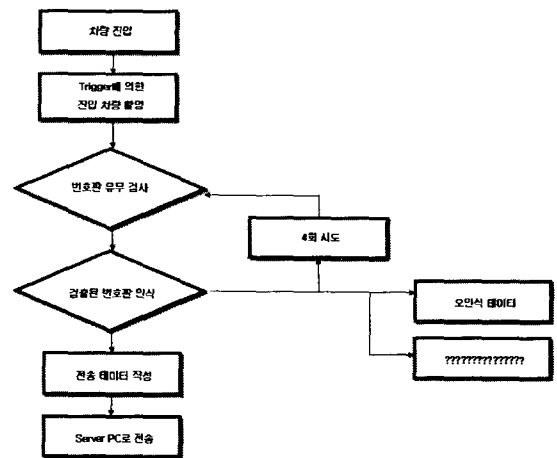 차량 진입
Trigger에 의한
진입 차량 촬영
번호판 유무 검사
4회 시도
검출된 번호판 인식
오인식 데이터
???????????????
전송 데이터 작성
Server PC로 전송